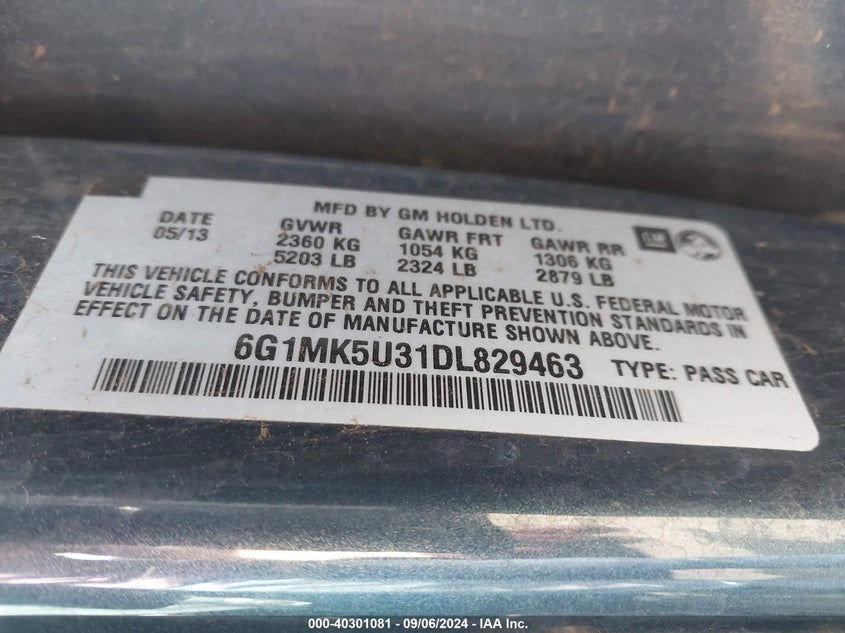 MFD BY GM HOLDEN LTD.
DATE GVWR GAWR FRT GAWR RR GM
05/13 2360 KG 1054 KG 1306 KG
5203 LB 2324 LB 2879 LB
THIS VEHICLE CONFORMS TO ALL APPLICABLE U.S. FEDERAL MOTOR
VEHICLE SAFETY, BUMPER AND THEFT PREVENTION STANDARDS IN
EFFECT ON THE DATE OF MANUFACTURE SHOWN ABOVE.
6G1MK5U31DL829463 TYPE: PASS CAR
000-40301081 - 09/06/2024 - IAA Inc.